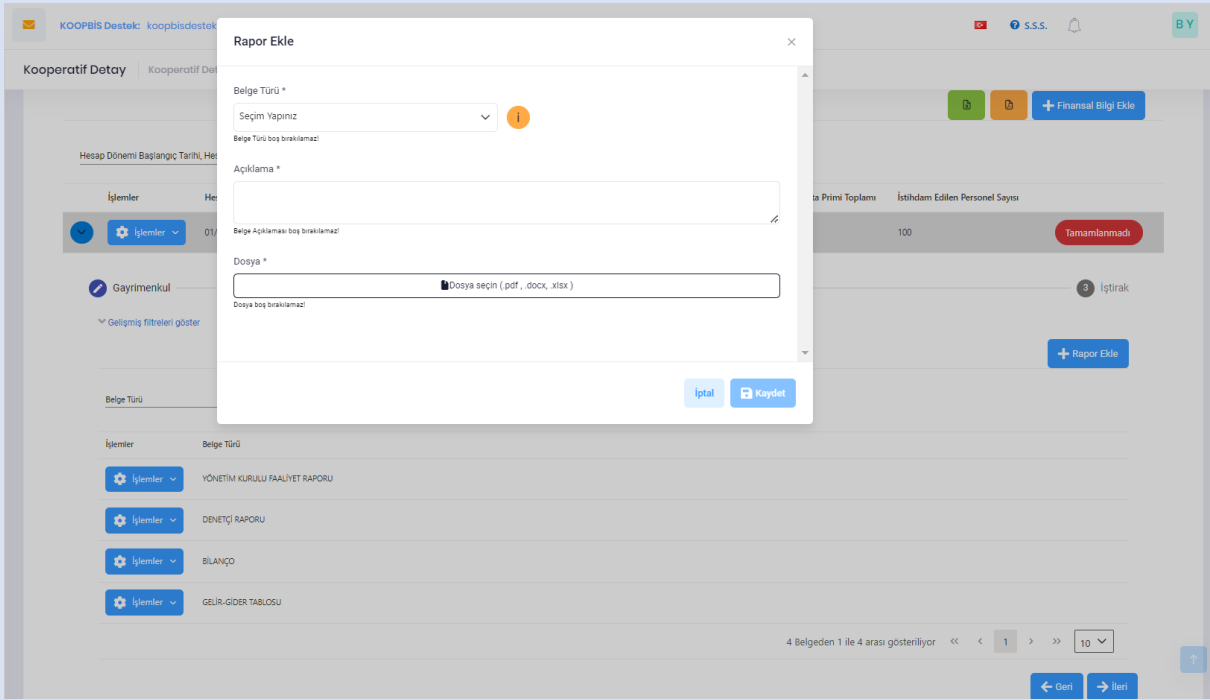 KOOPBİS Destek: koopbisdestek
S.S.S.
B Y
Kooperatif Detay
Kooperatif Det
Rapor Ekle
Belge Türü *
Seçim Yapınız
i
Belge Türü boş bırakılamaz!
Finansal Bilgi Ekle
Hesap Dönemi Başlangıç Tarihi, Hes
Açıklama *
Belge Açıklaması boş bırakılamaz!
İşlemler
Hes
ta Primi Toplamı
İstihdam Edilen Personel Sayısı
İşlemler
01/
100
Tamamlanmadı
Dosya *
Dosya seçin (.pdf , .docx, .xlsx )
Dosya boş bırakılamaz!
Gayrimenkul
3 İştirak
Gelişmiş filtreleri göster
Rapor Ekle
İptal
Kaydet
Belge Türü
İşlemler
Belge Türü
İşlemler
YÖNETİM KURULU FAALİYET RAPORU
İşlemler
DENETÇİ RAPORU
İşlemler
BİLANÇO
İşlemler
GELİR-GİDER TABLOSU
4 Belgeden 1 ile 4 arası gösteriliyor
1
10
Geri
İleri